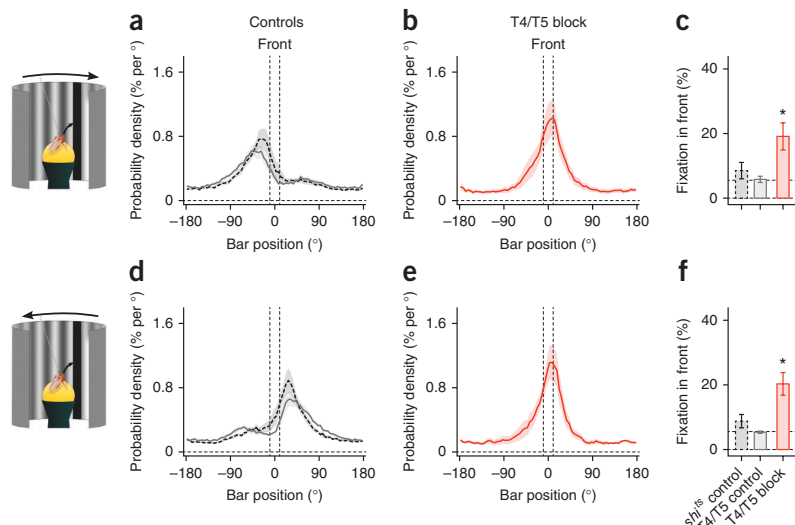 a
Controls
Front
Probability density (% per °)
1.6
0.8
0
−180 −90 0 90 180
Bar position (°)
b
T4/T5 block
Front
Probability density (% per °)
1.6
0.8
0
−180 −90 0 90 180
Bar position (°)
c
Fixation in front (%)
40
20
0
*
d
Probability density (% per °)
1.6
0.8
0
−180 −90 0 90 180
Bar position (°)
e
Probability density (% per °)
1.6
0.8
0
−180 −90 0 90 180
Bar position (°)
f
Fixation in front (%)
40
20
0
*
shi^ts control
T4/T5 control
T4/T5 block